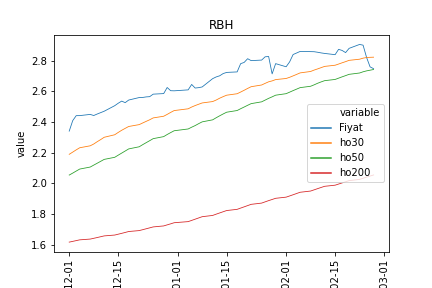 RBH
value
2.8
2.6
2.4
2.2
2.0
1.8
1.6
variable
Fiyat
ho30
ho50
ho200
12-01
12-15
01-01
01-15
02-01
02-15
03-01